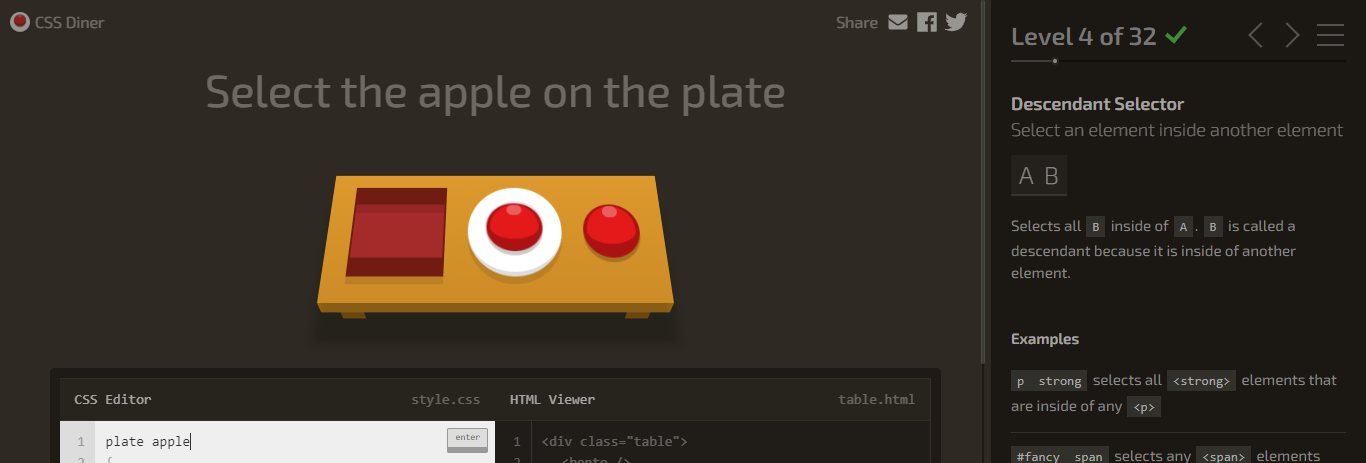 CSS Diner
Share
Select the apple on the plate
CSS Editor
style.css
HTML Viewer
table.html
1
plate apple
enter
2
{
1
<div class="table">
2
<bento />
Level 4 of 32
Descendant Selector
Select an element inside another element
A B
Selects all B inside of A . B is called a
descendant because it is inside of another
element.
Examples
p strong selects all <strong> elements that
are inside of any <p>
#fancy span selects any <span> elements